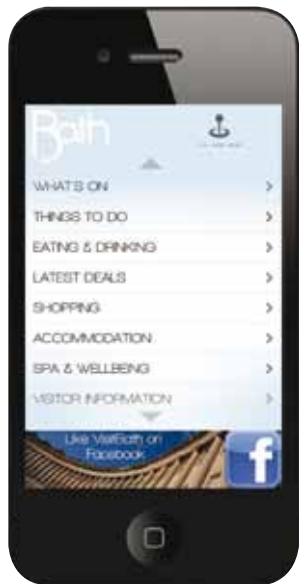 Bath
WHAT'S ON
THINGS TO DO
EATING & DRINKING
LATEST DEALS
SHOPPING
ACCOMMODATION
SPA & WELLBEING
VISITOR INFORMATION
Like VisitBath on
Facebook
f